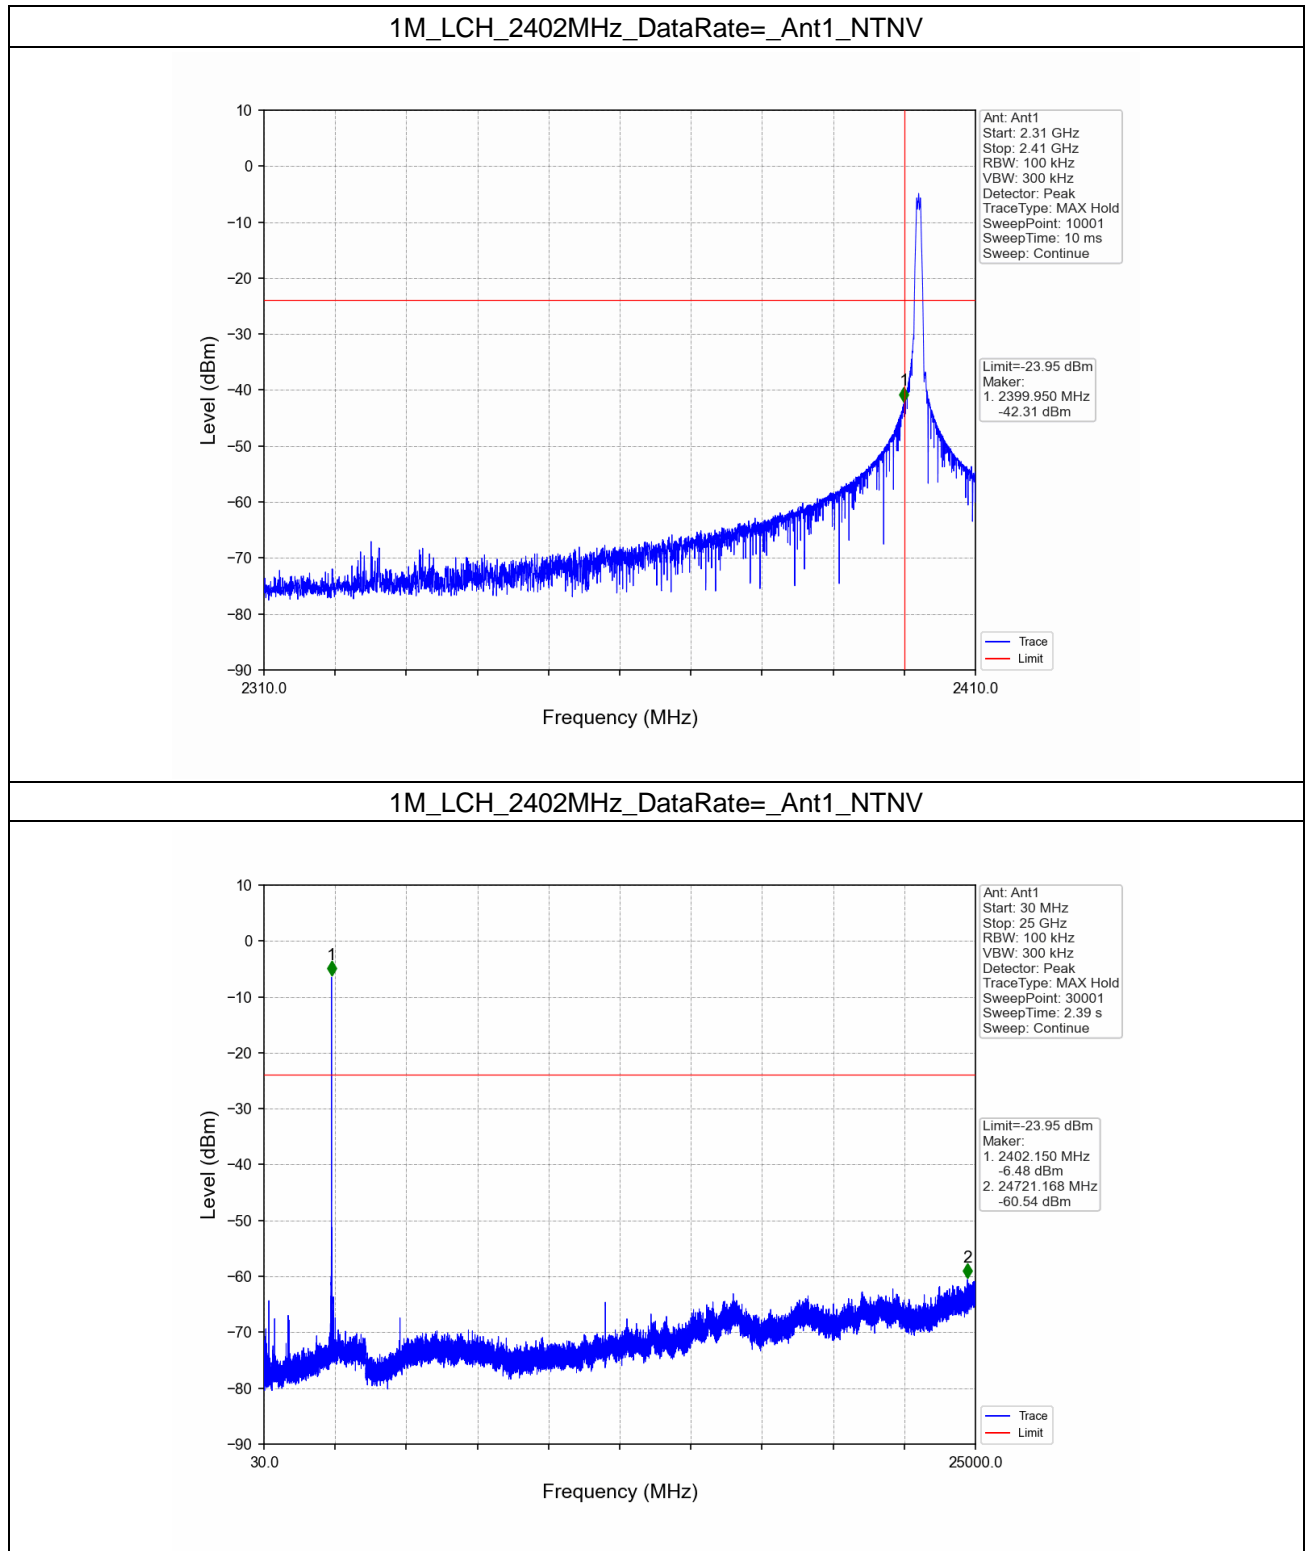 1M_LCH_2402MHz_DataRate=_Ant1_NTNV
10
0
−10
−20
−30
−40
−50
−60
−70
−80
−90
Level (dBm)
2310.0
2410.0
Frequency (MHz)
1
Ant: Ant1
Start: 2.31 GHz
Stop: 2.41 GHz
RBW: 100 kHz
VBW: 300 kHz
Detector: Peak
TraceType: MAX Hold
SweepPoint: 10001
SweepTime: 10 ms
Sweep: Continue
Limit=-23.95 dBm
Maker:
1. 2399.950 MHz
-42.31 dBm
Trace
Limit
1M_LCH_2402MHz_DataRate=_Ant1_NTNV
10
0
−10
−20
−30
−40
−50
−60
−70
−80
−90
Level (dBm)
30.0
25000.0
Frequency (MHz)
1
2
Ant: Ant1
Start: 30 MHz
Stop: 25 GHz
RBW: 100 kHz
VBW: 300 kHz
Detector: Peak
TraceType: MAX Hold
SweepPoint: 30001
SweepTime: 2.39 s
Sweep: Continue
Limit=-23.95 dBm
Maker:
1. 2402.150 MHz
-6.48 dBm
2. 24721.168 MHz
-60.54 dBm
Trace
Limit